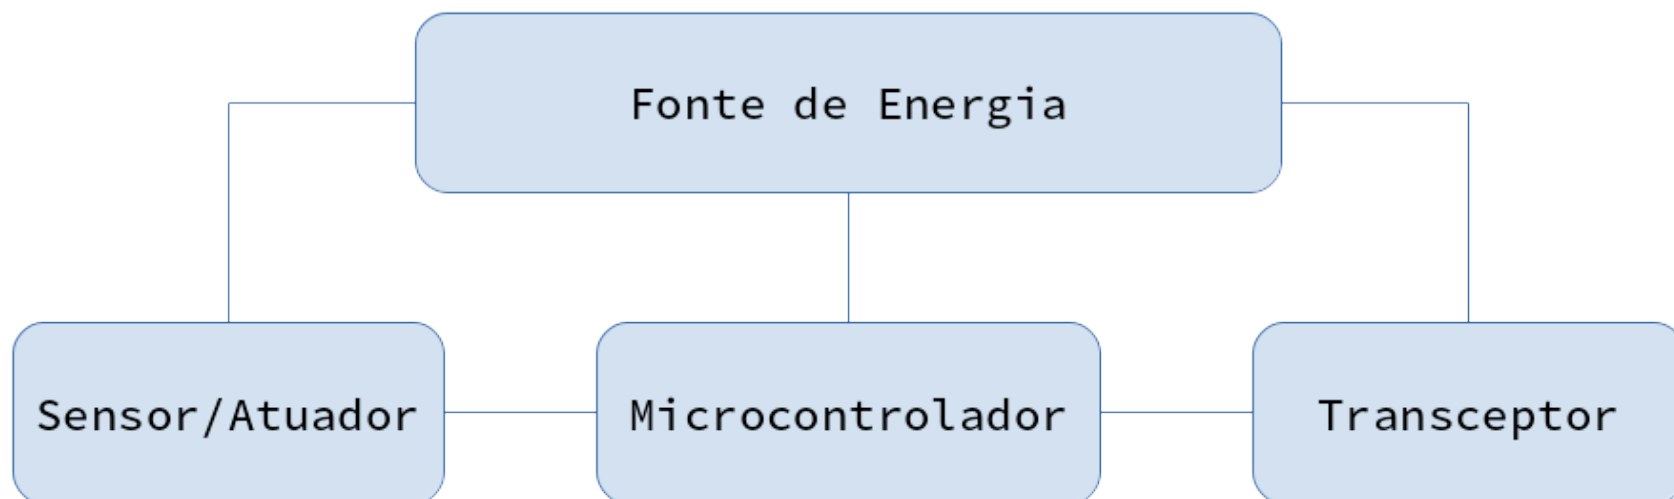 Fonte de Energia
Sensor/Atuador
Microcontrolador
Transceptor